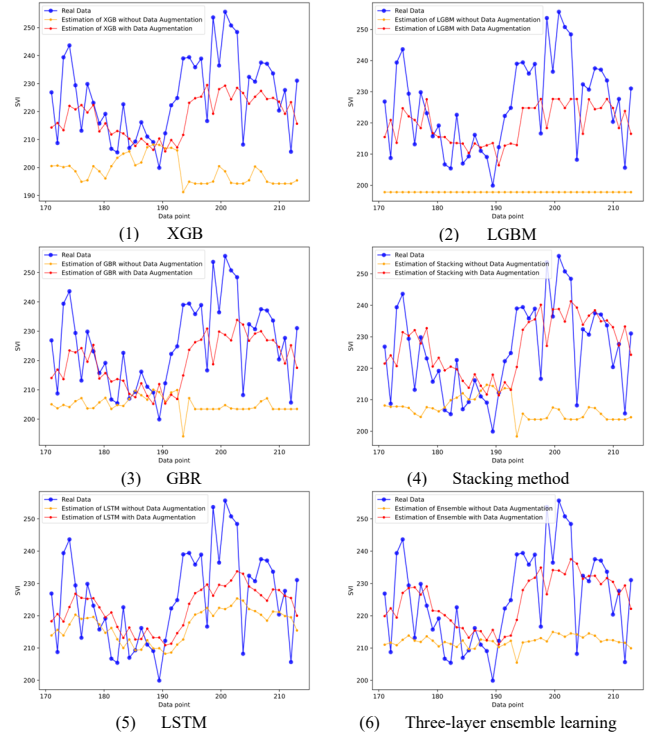 Real Data
Estimation of XGB without Data Augmentation
Estimation of XGB with Data Augmentation
250
240
230
220
210
200
190
SVI
170
180
190
200
210
Data point
(1) XGB
Real Data
Estimation of LGBM without Data Augmentation
Estimation of LGBM with Data Augmentation
250
240
230
220
210
200
SVI
170
180
190
200
210
Data point
(2) LGBM
Real Data
Estimation of GBR without Data Augmentation
Estimation of GBR with Data Augmentation
250
240
230
220
210
200
SVI
170
180
190
200
210
Data point
(3) GBR
Real Data
Estimation of Stacking without Data Augmentation
Estimation of Stacking with Data Augmentation
250
240
230
220
210
200
SVI
170
180
190
200
210
Data point
(4) Stacking method
Real Data
Estimation of LSTM without Data Augmentation
Estimation of LSTM with Data Augmentation
250
240
230
220
210
200
SVI
170
180
190
200
210
Data point
(5) LSTM
Real Data
Estimation of Ensemble without Data Augmentation
Estimation of Ensemble with Data Augmentation
250
240
230
220
210
200
SVI
170
180
190
200
210
Data point
(6) Three-layer ensemble learning